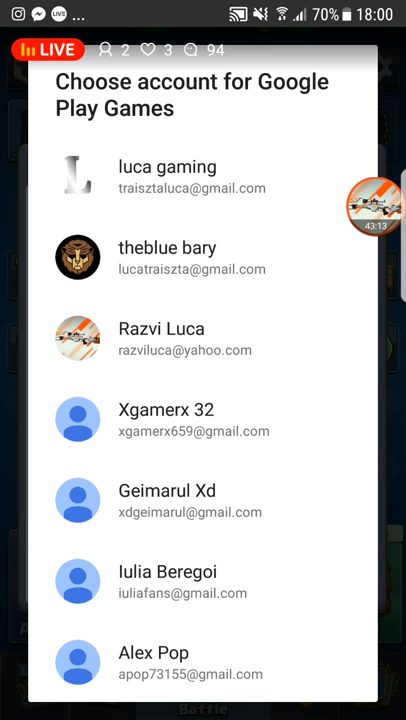 LIVE
...
70% 18:00
LIVE 2 3 94
Choose account for Google
Play Games
luca gaming
traisztaluca@gmail.com
43:13
theblue bary
lucatraiszta@gmail.com
Razvi Luca
razviluca@yahoo.com
Xgamerx 32
xgamerx659@gmail.com
Geimarul Xd
xdgeimarul@gmail.com
Iulia Beregoi
iuliafans@gmail.com
Alex Pop
apop73155@gmail.com
Battle